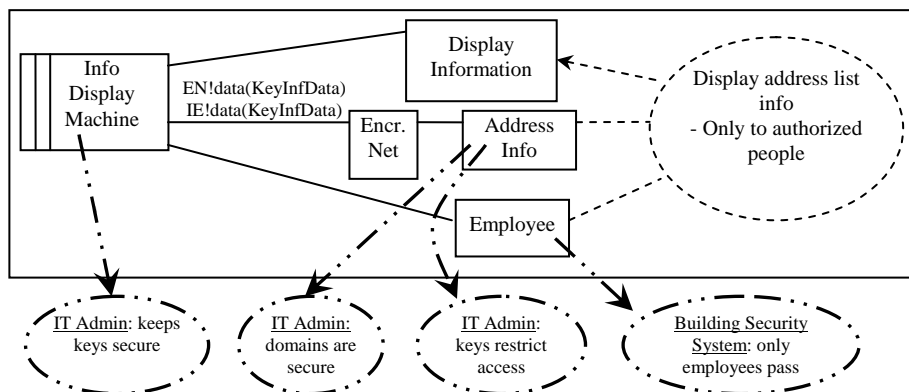 Info
Display
Machine
EN!data(KeyInfData)
IE!data(KeyInfData)
Encr.
Net
Display
Information
Address
Info
Employee
Display address list
info
- Only to authorized
people
IT Admin: keeps
keys secure
IT Admin:
domains are
secure
IT Admin:
keys restrict
access
Building Security
System: only
employees pass